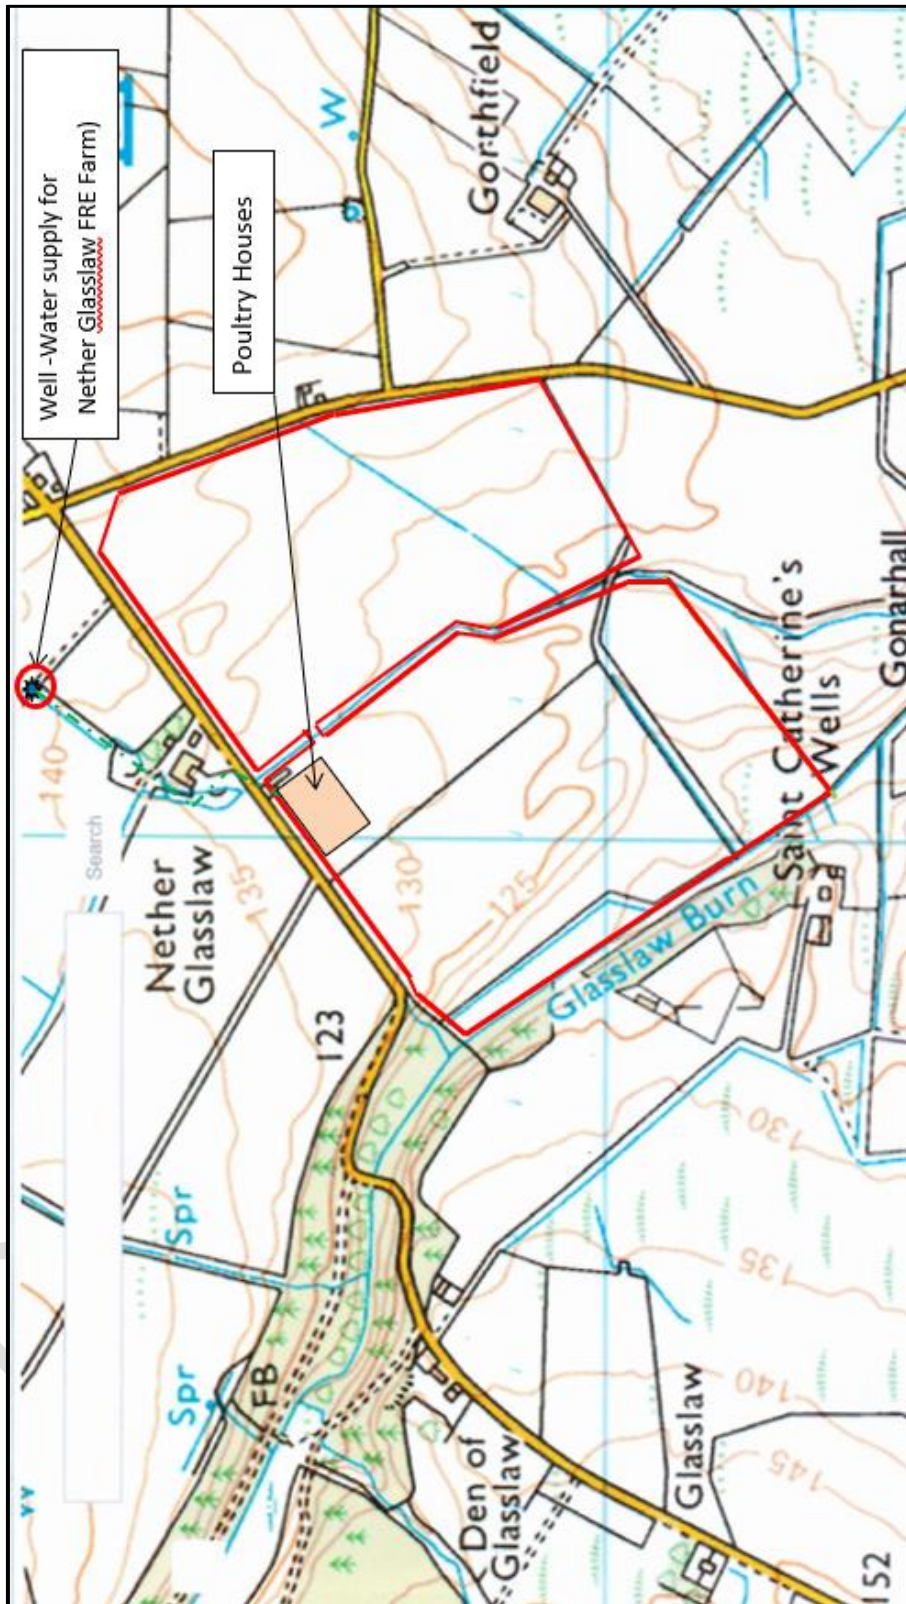 Well -Water supply for
Nether Glasslaw FRE Farm)
Poultry Houses
W
Gorthfield
140
Search
Nether
Glasslaw
135
130
125
123
Glasslaw Burn
Saint Catherine's
Wells
Gonarhall
Spr
Spr
FB
Den of
Glasslaw
Glasslaw
130
135
140
145
152